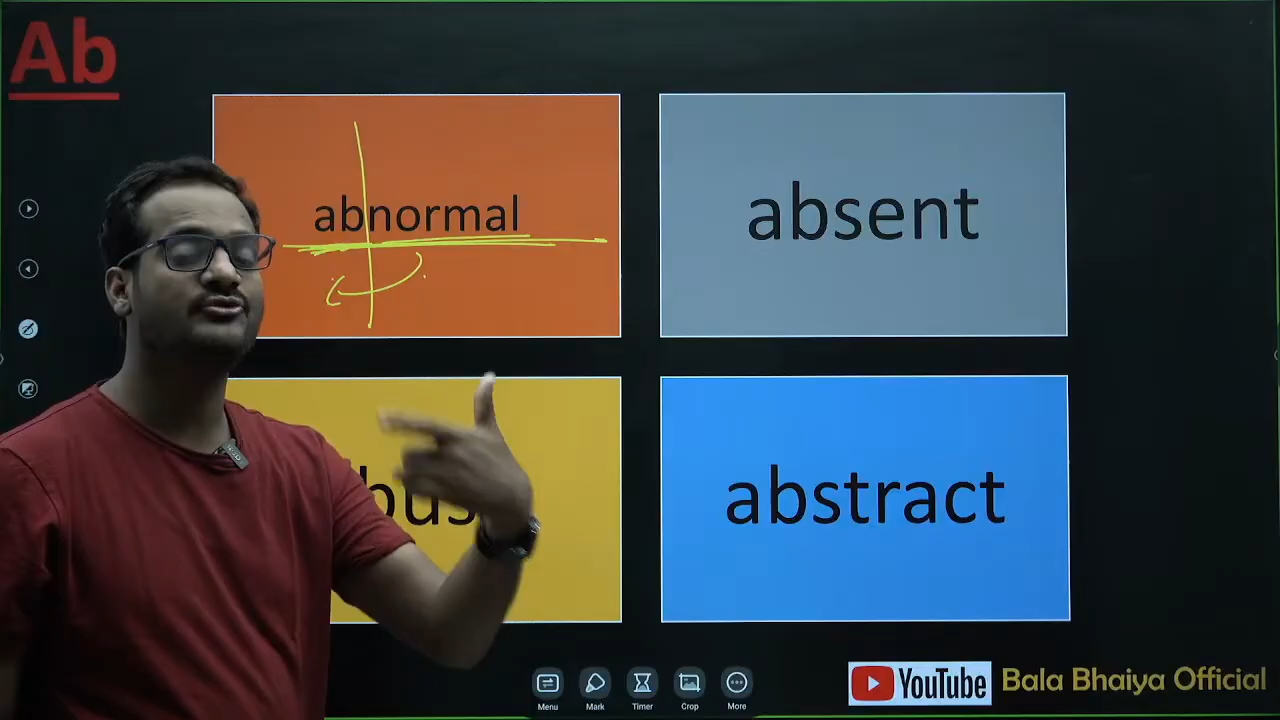 Ab
abnormal
absent
abstract
Menu
Mark
Timer
Crop
More
YouTube
Bala Bhaiya Official